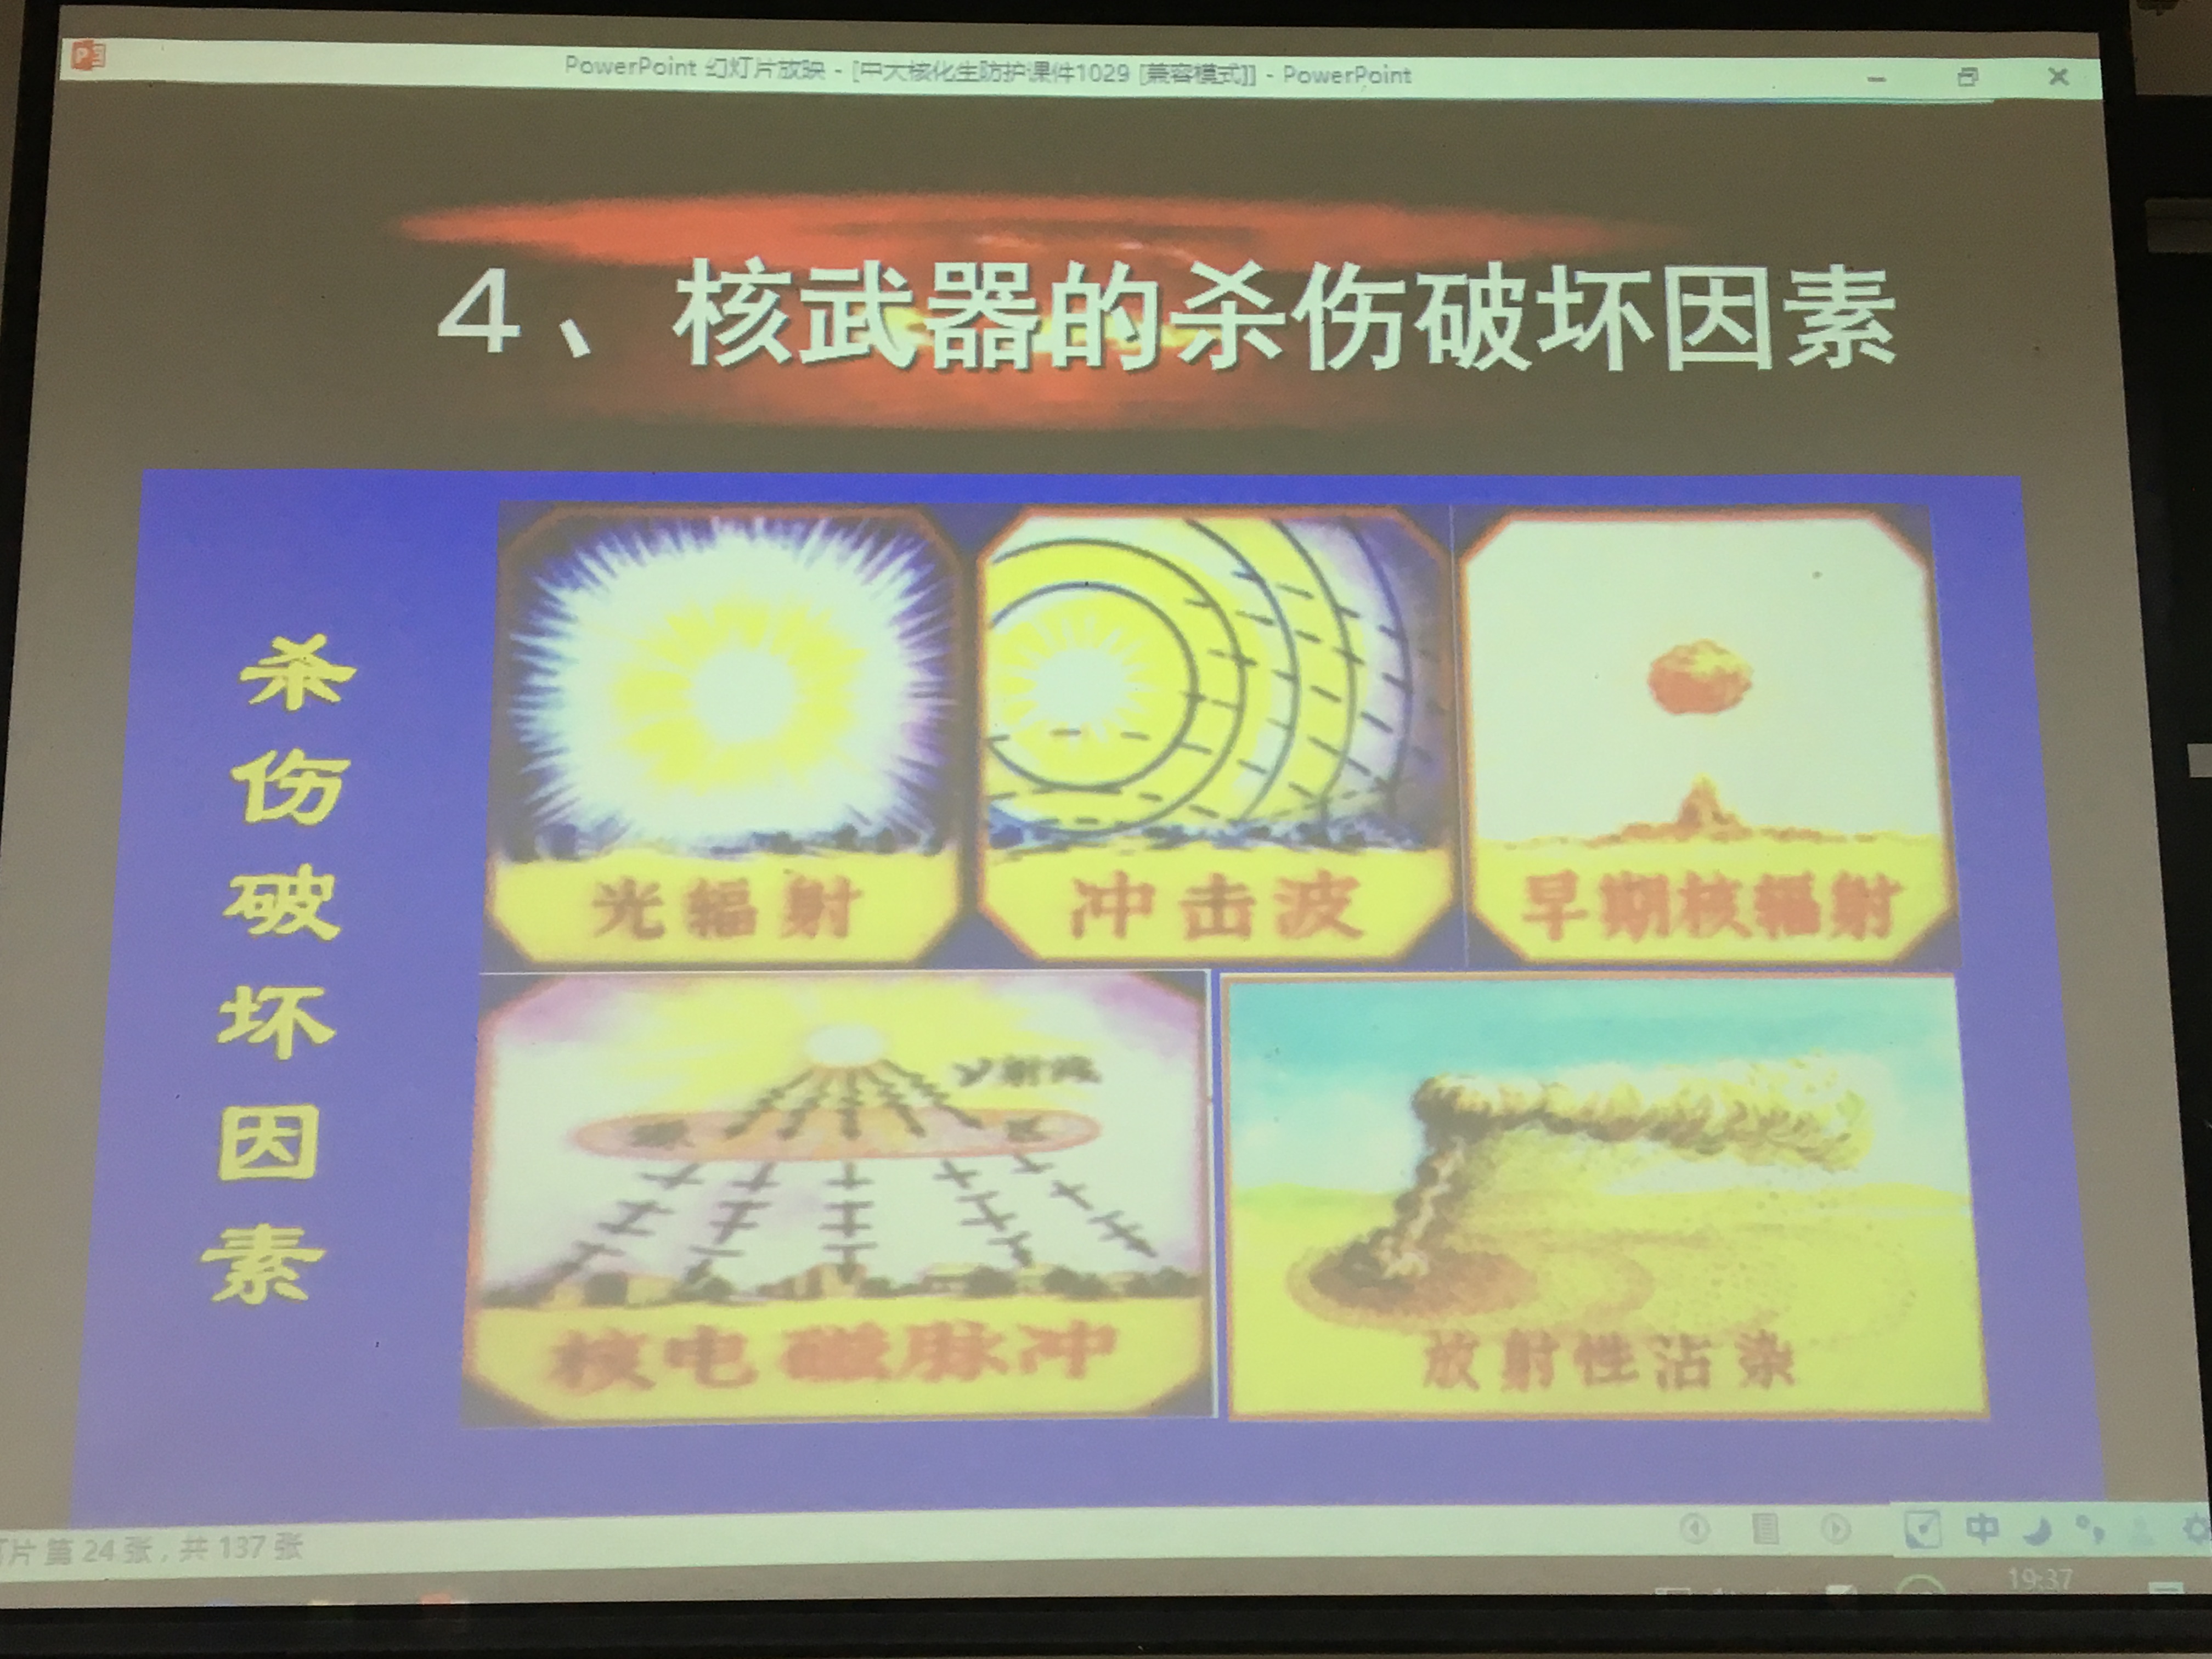 PowerPoint 幻灯片放映 - [中大核化生防护课件1029 [兼容模式]] - PowerPoint
4、核武器的杀伤破坏因素
杀伤破坏因素
光辐射
冲击波
早期核辐射
γ射线
核电磁脉冲
放射性沾染
灯片 第 24 张，共 137 张
中
19:37